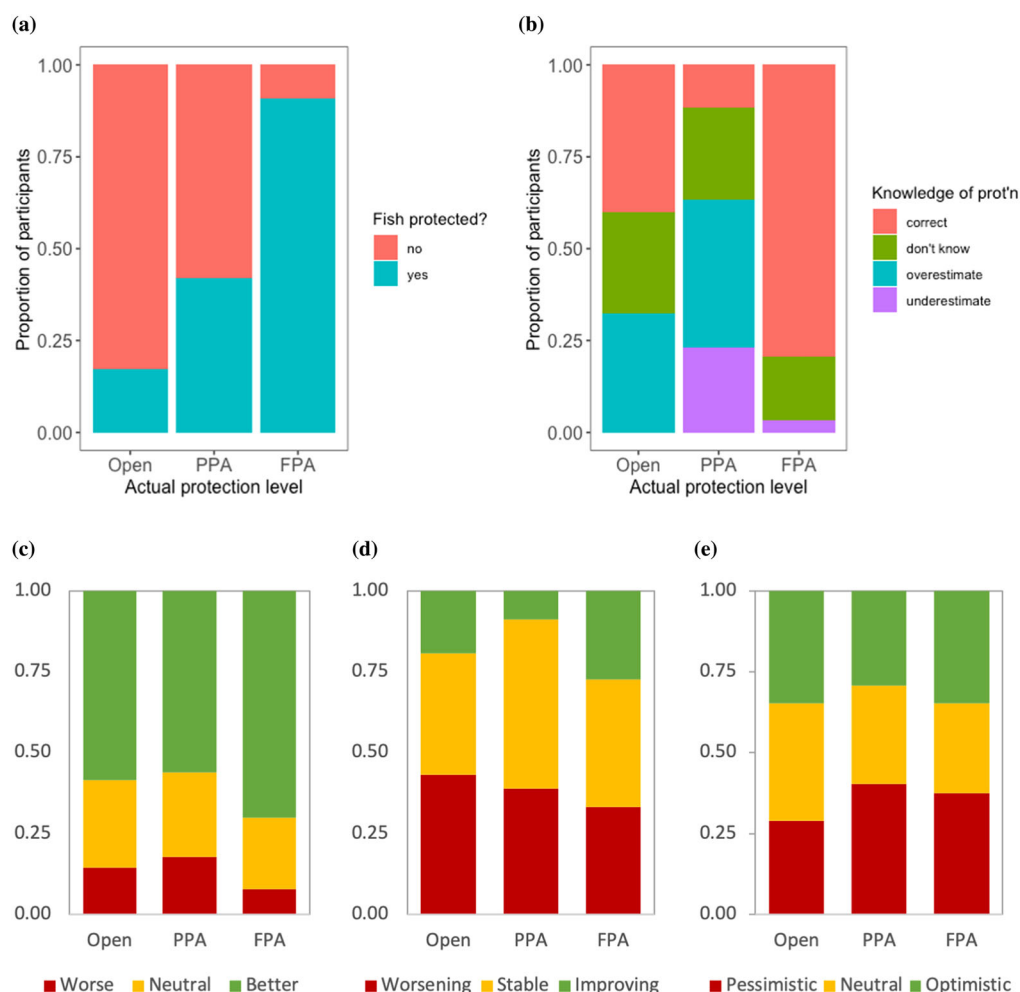 (a)
1.00
0.75
0.50
0.25
0.00
Proportion of participants
Open PPA FPA
Actual protection level
Fish protected?
no
yes
(b)
1.00
0.75
0.50
0.25
0.00
Proportion of participants
Open PPA FPA
Actual protection level
Knowledge of prot'n
correct
don't know
overestimate
underestimate
(c)
1.00
0.75
0.50
0.25
0.00
Open PPA FPA
Worse Neutral Better
(d)
1.00
0.75
0.50
0.25
0.00
Open PPA FPA
Worsening Stable Improving
(e)
1.00
0.75
0.50
0.25
0.00
Open PPA FPA
Pessimistic Neutral Optimistic